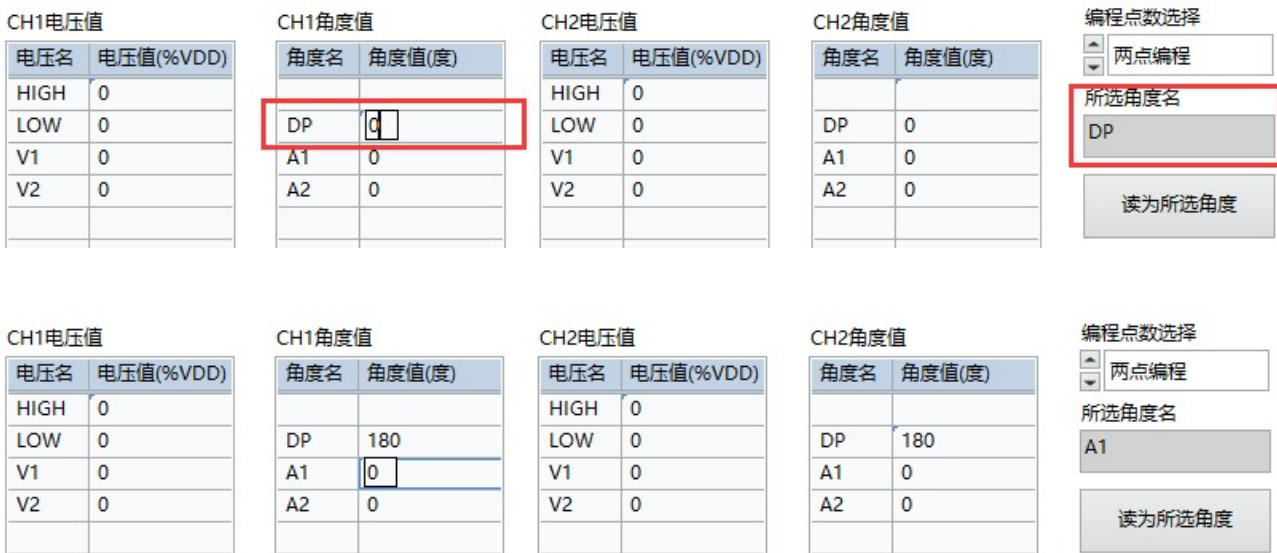 CH1电压值 CH1角度值 CH2电压值 CH2角度值 编程点数选择
电压名 电压值(%VDD) 角度名 角度值(度) 电压名 电压值(%VDD) 角度名 角度值(度) 两点编程
HIGH 0 HIGH 0 所选角度名
LOW 0 DP 0 LOW 0 DP 0 DP
V1 0 A1 0 V1 0 A1 0
V2 0 A2 0 V2 0 A2 0 读为所选角度
CH1电压值 CH1角度值 CH2电压值 CH2角度值 编程点数选择
电压名 电压值(%VDD) 角度名 角度值(度) 电压名 电压值(%VDD) 角度名 角度值(度) 两点编程
HIGH 0 HIGH 0 所选角度名
LOW 0 DP 180 LOW 0 DP 180 A1
V1 0 A1 0 V1 0 A1 0
V2 0 A2 0 V2 0 A2 0 读为所选角度